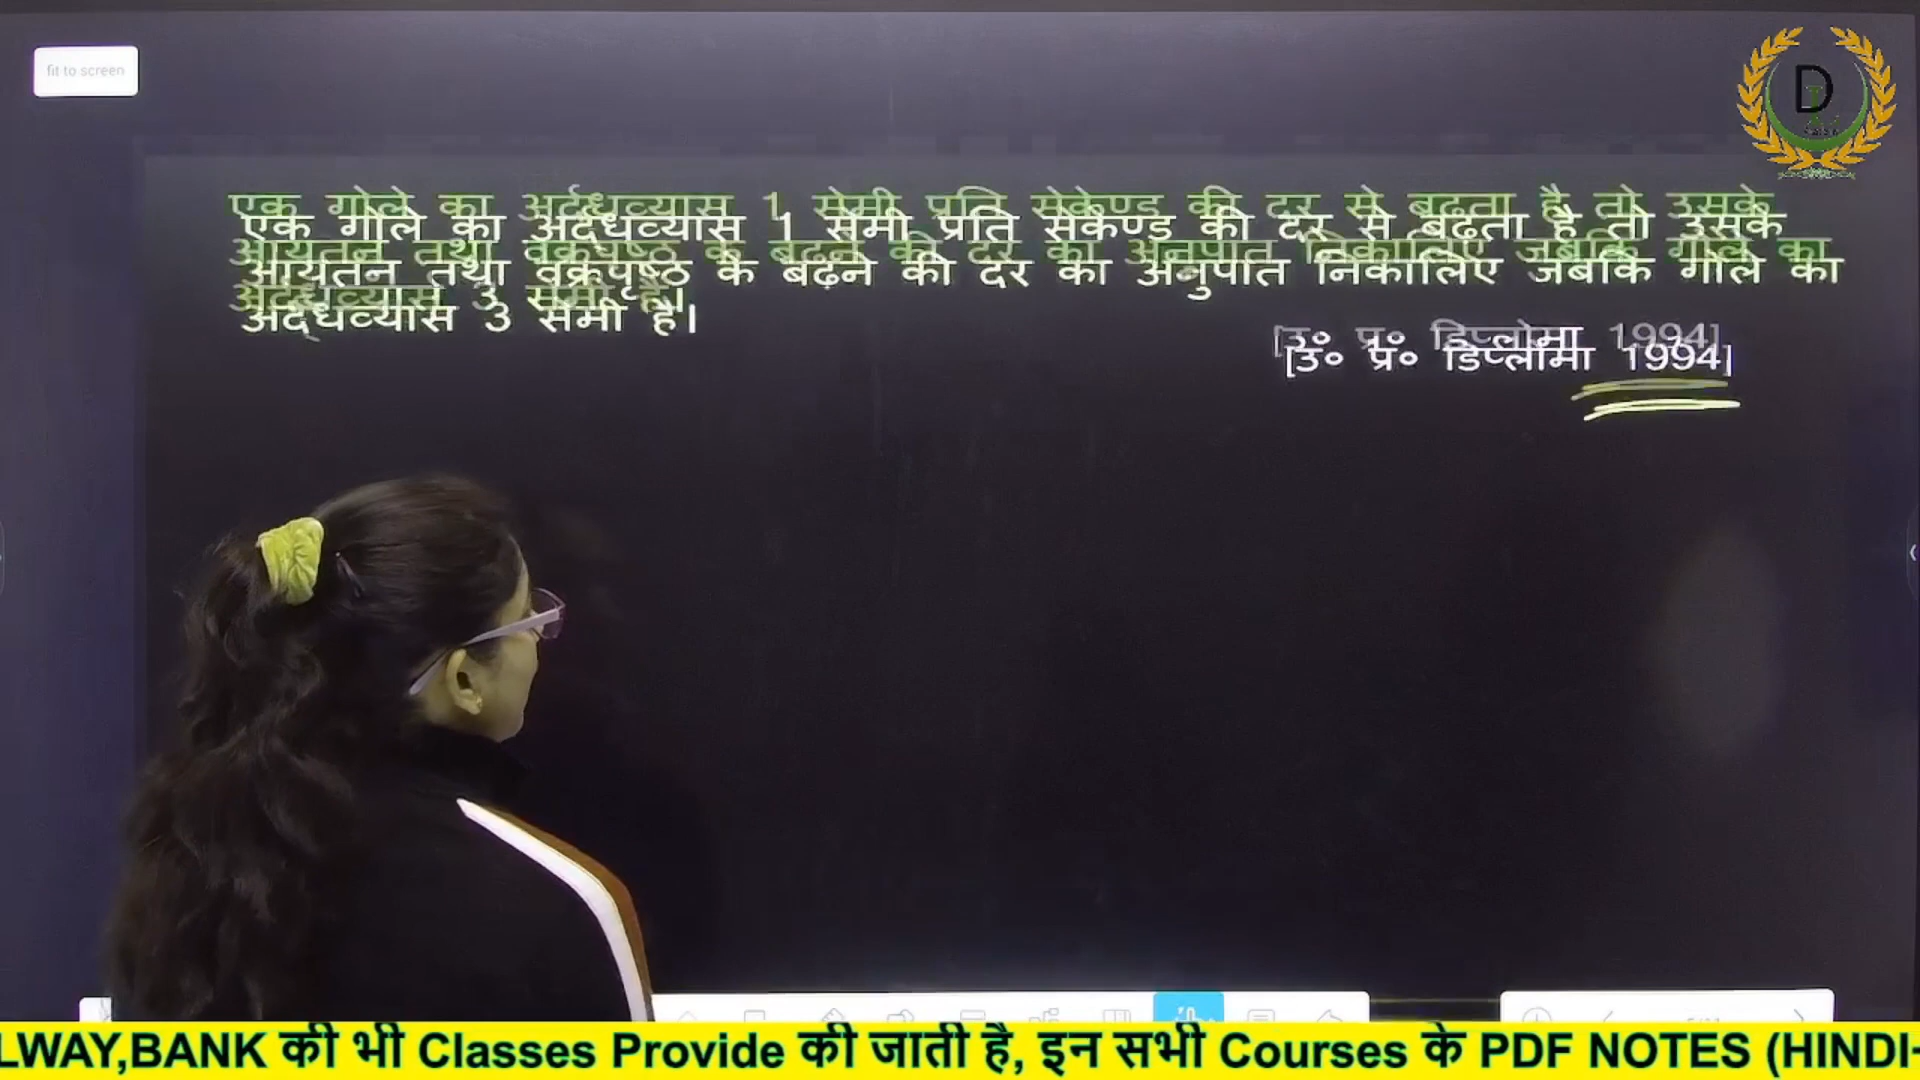 fit to screen
D
एक गोले का अर्द्धव्यास 1 सेमी प्रति सेकेण्ड की दर से बढ़ता है तो उसके
आयतन तथा वक्रपृष्ठ के बढ़ने की दर का अनुपात निकालिए जबकि गोले का
अर्द्धव्यास 3 सेमी है।
[उ० प्र० डिप्लोमा 1994]
LWAY,BANK की भी Classes Provide की जाती है, इन सभी Courses के PDF NOTES (HINDI-